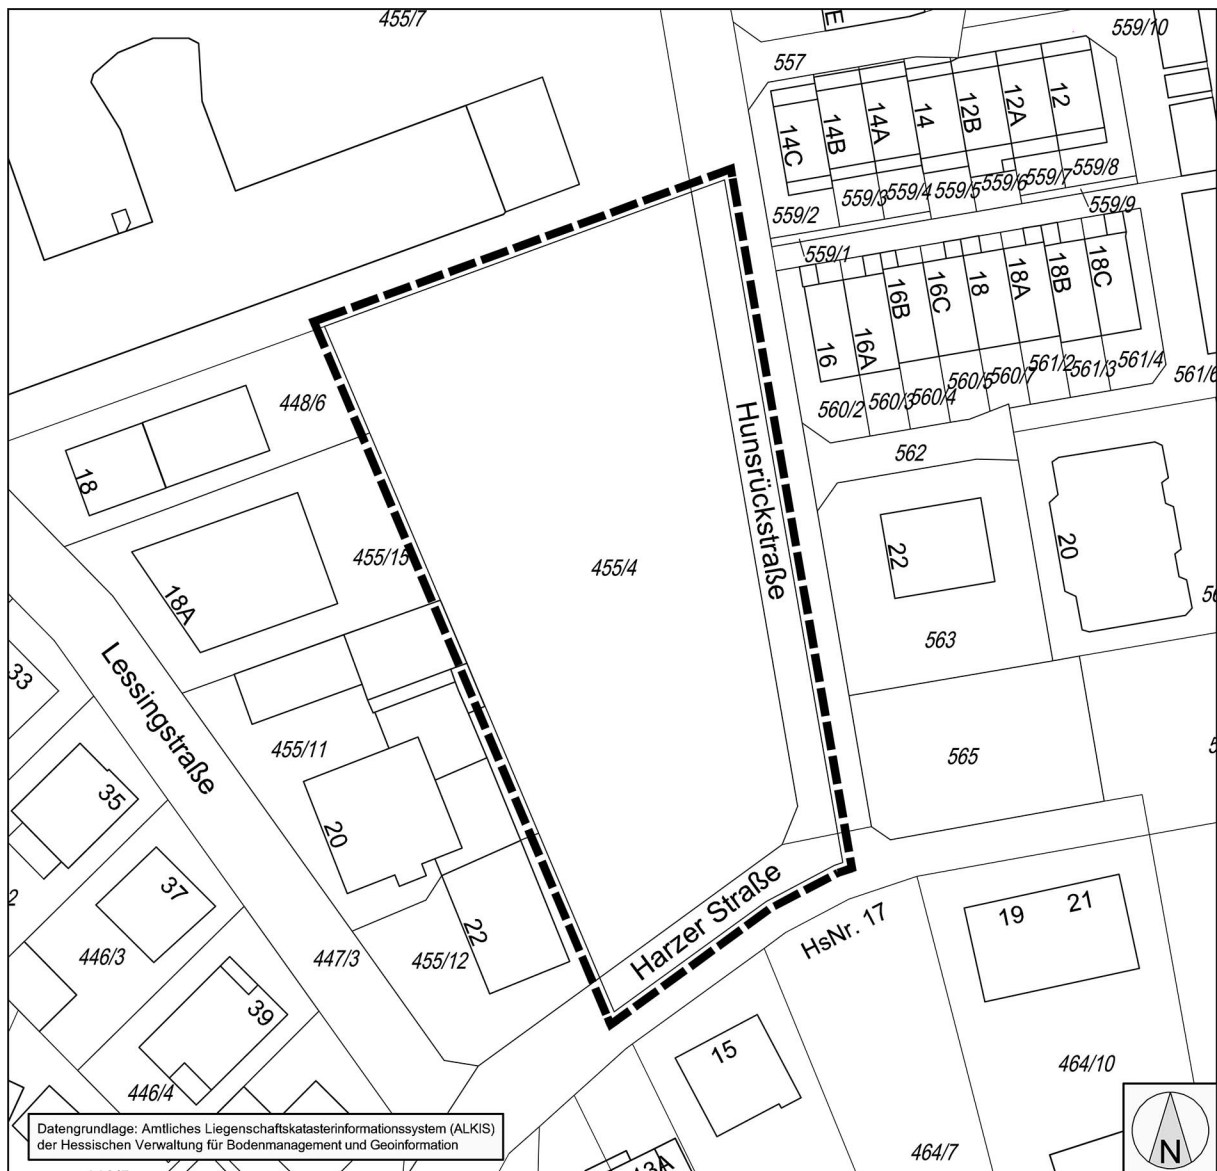 455/7
E
559/10
557
14C
14B
14A
14
12B
12A
12
559/2
559/3
559/4
559/5
559/6
559/7
559/8
559/9
559/1
16
16A
16B
16C
18
18A
18B
18C
560/2
560/3
560/4
560/5
560/7
561/2
561/3
561/4
561/6
448/6
18
Hunsrückstraße
562
22
20
455/15
18A
455/4
563
Lessingstraße
33
455/11
565
35
20
37
Harzer Straße
22
HsNr. 17
19
21
446/3
447/3
455/12
39
15
464/10
446/4
464/7
13A
Datengrundlage: Amtliches Liegenschaftskatasterinformationssystem (ALKIS)
der Hessischen Verwaltung für Bodenmanagement und Geoinformation
N